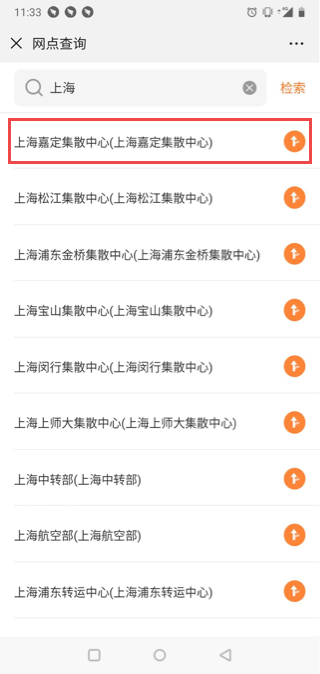 11:33
网点查询
上海
检索
上海嘉定集散中心(上海嘉定集散中心)
上海松江集散中心(上海松江集散中心)
上海浦东金桥集散中心(上海浦东金桥集散中心)
上海宝山集散中心(上海宝山集散中心)
上海闵行集散中心(上海闵行集散中心)
上海上师大集散中心(上海上师大集散中心)
上海中转部(上海中转部)
上海航空部(上海航空部)
上海浦东转运中心(上海浦东转运中心)